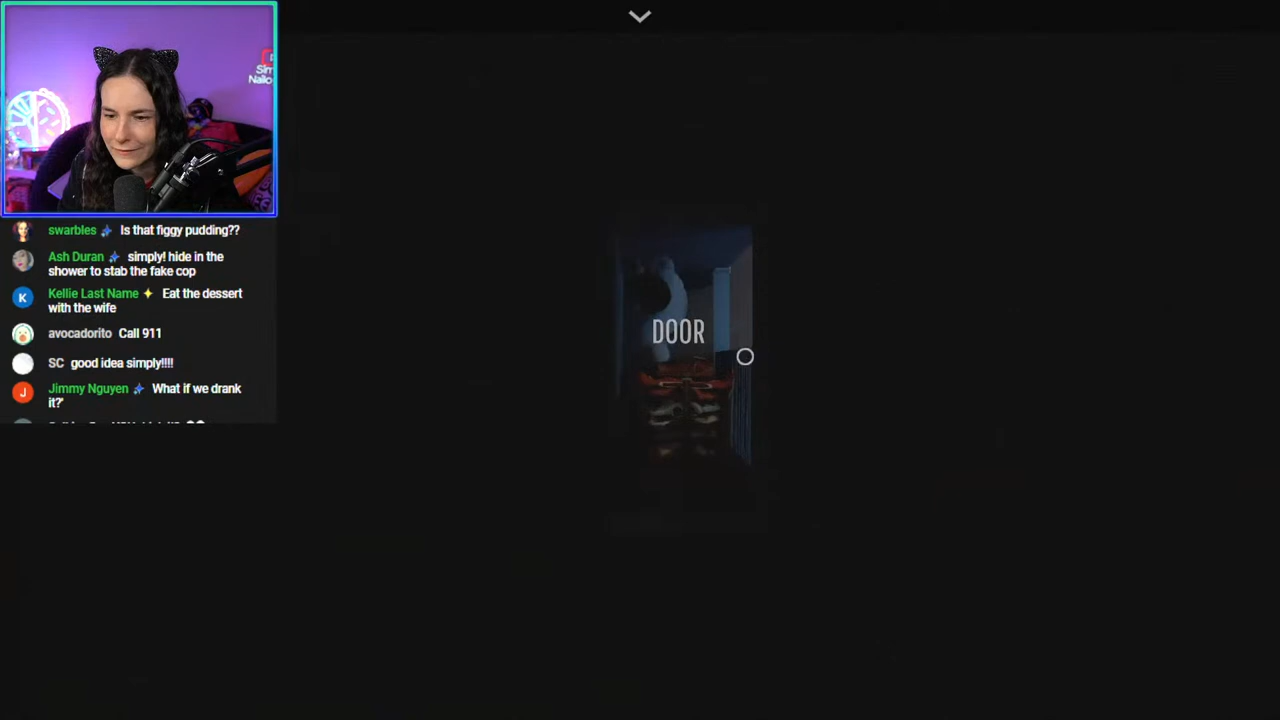 Sim
Nailo
swarbles Is that figgy pudding??
Ash Duran simply! hide in the
shower to stab the fake cop
K Kellie Last Name Eat the dessert
with the wife
avocadorito Call 911
SC good idea simply!!!!
J Jimmy Nguyen What if we drank
it?'
DOOR